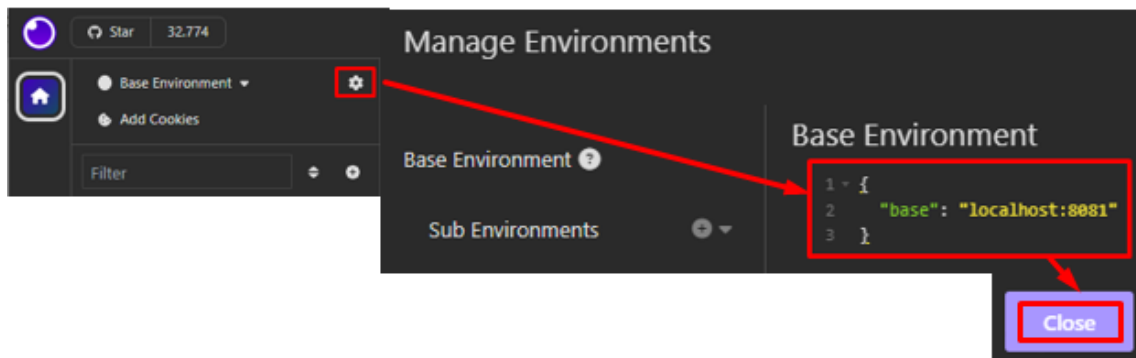 Star 32.774
Base Environment
Add Cookies
Filter
Manage Environments
Base Environment ?
Sub Environments
Base Environment
1 {
2 "base": "localhost:8081"
3 }
Close